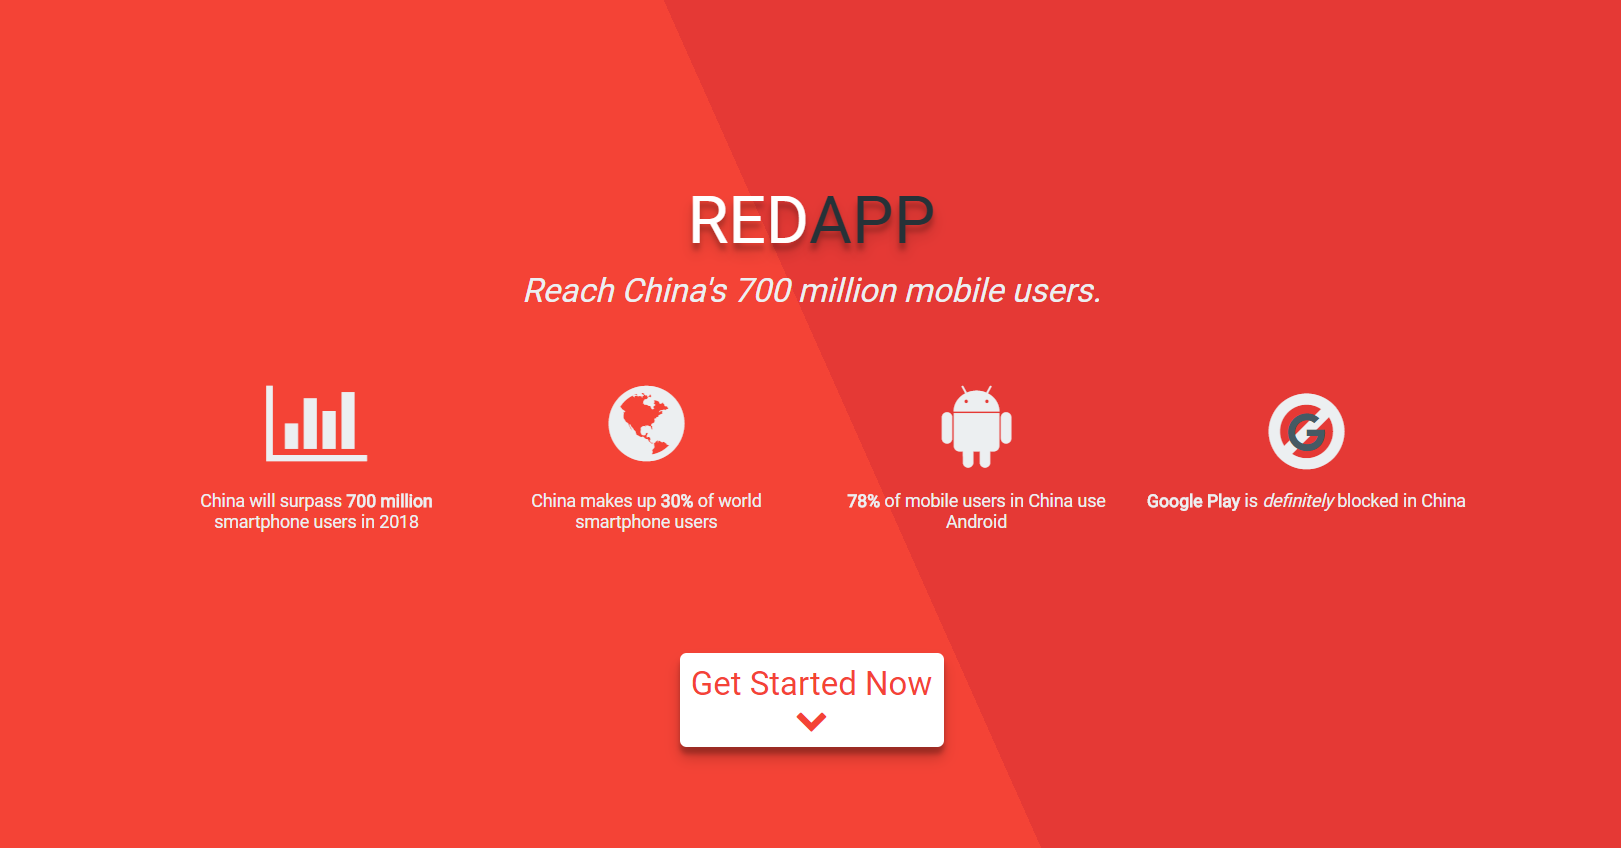 REDAPP
Reach China's 700 million mobile users.
China will surpass 700 million
smartphone users in 2018
China makes up 30% of world
smartphone users
78% of mobile users in China use
Android
G
Google Play is definitely blocked in China
Get Started Now